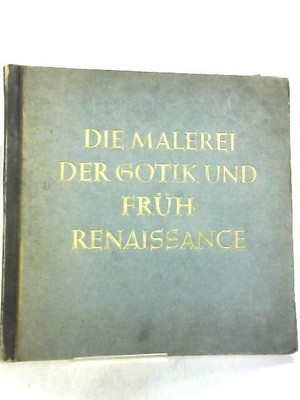 DIE MALEREI
DER GOTIK UND
FRÜH-
RENAISSANCE